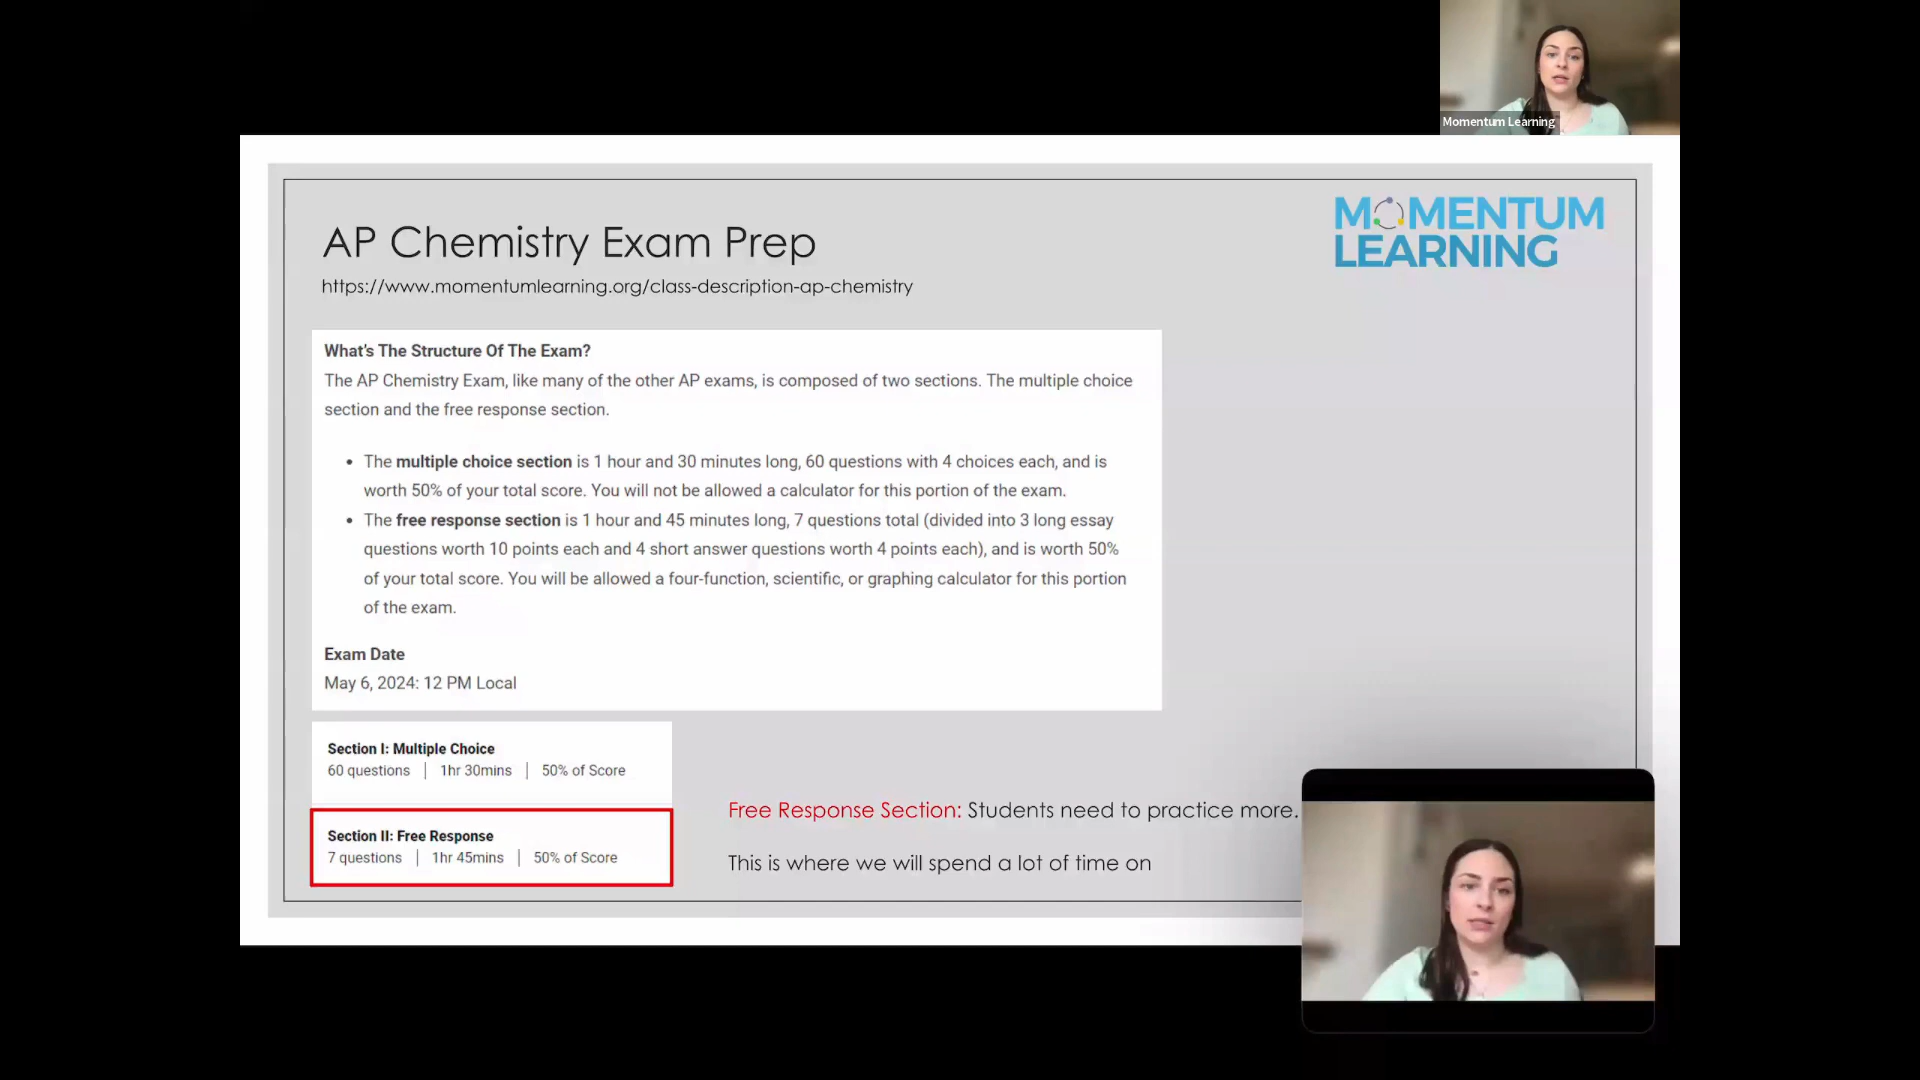 Momentum Learning
MOMENTUM
LEARNING
AP Chemistry Exam Prep
https://www.momentumlearning.org/class-description-ap-chemistry
What's The Structure Of The Exam?
The AP Chemistry Exam, like many of the other AP exams, is composed of two sections. The multiple choice
section and the free response section.
• The multiple choice section is 1 hour and 30 minutes long, 60 questions with 4 choices each, and is
worth 50% of your total score. You will not be allowed a calculator for this portion of the exam.
• The free response section is 1 hour and 45 minutes long, 7 questions total (divided into 3 long essay
questions worth 10 points each and 4 short answer questions worth 4 points each), and is worth 50%
of your total score. You will be allowed a four-function, scientific, or graphing calculator for this portion
of the exam.
Exam Date
May 6, 2024: 12 PM Local
Section I: Multiple Choice
60 questions | 1hr 30mins | 50% of Score
Section II: Free Response
7 questions | 1hr 45mins | 50% of Score
Free Response Section: Students need to practice more.
This is where we will spend a lot of time on